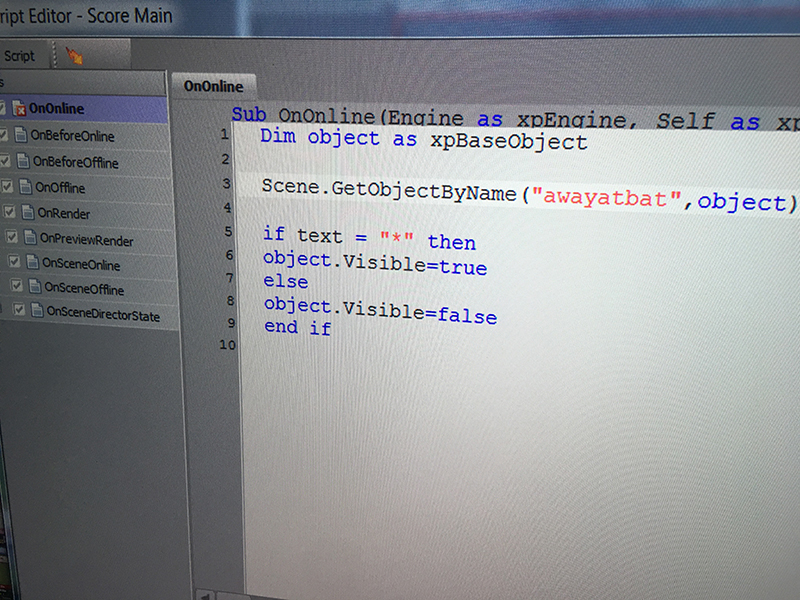 Script Editor - Score Main
Script
OnOnline
OnBeforeOnline
OnBeforeOffline
OnOffline
OnRender
OnPreviewRender
OnSceneOnline
OnSceneOffline
OnSceneDirectorState
OnOnline
Sub OnOnline(Engine as xpEngine, Self as
1 Dim object as xpBaseObject
2
3 Scene.GetObjectByName("awayatbat",object)
4
5 if text = "*" then
6 object.Visible=true
7 else
8 object.Visible=false
9 end if
10